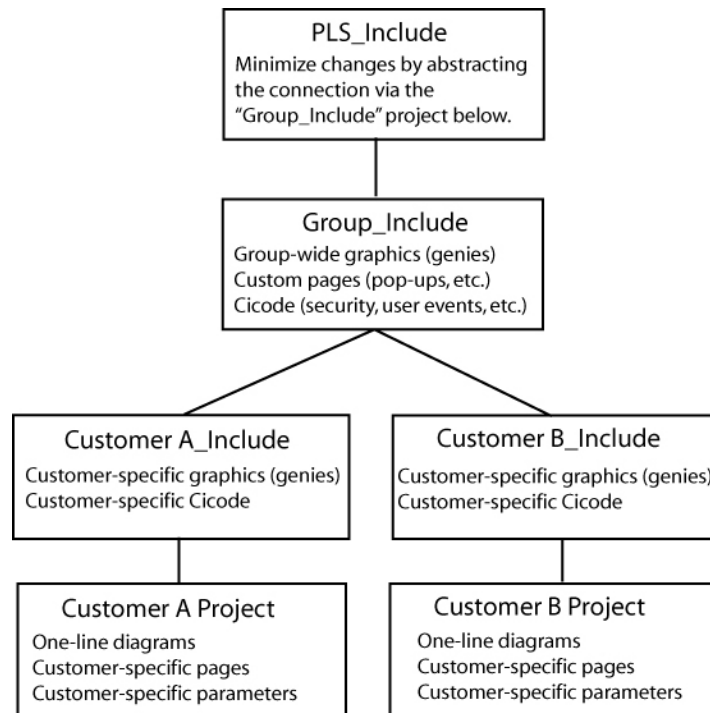 PLS_Include
Minimize changes by abstracting
the connection via the
“Group_Include” project below.
Group_Include
Group-wide graphics (genies)
Custom pages (pop-ups, etc.)
Cicode (security, user events, etc.)
Customer A_Include
Customer-specific graphics (genies)
Customer-specific Cicode
Customer B_Include
Customer-specific graphics (genies)
Customer-specific Cicode
Customer A Project
One-line diagrams
Customer-specific pages
Customer-specific parameters
Customer B Project
One-line diagrams
Customer-specific pages
Customer-specific parameters